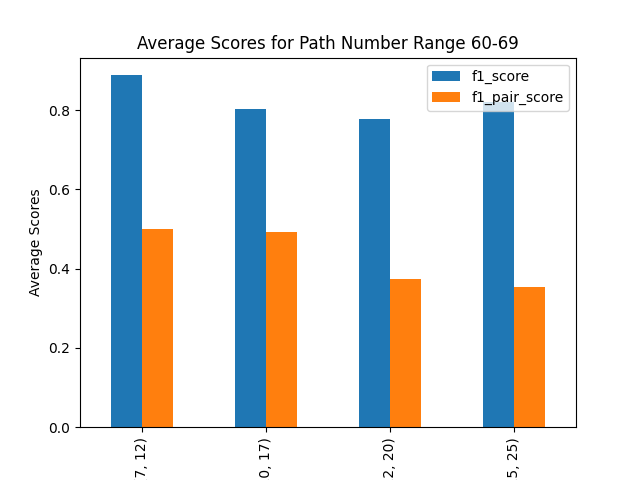 Average Scores for Path Number Range 60-69
f1_score
f1_pair_score
Average Scores
0.8
0.6
0.4
0.2
0.0
7, 12)
0, 17)
2, 20)
5, 25)